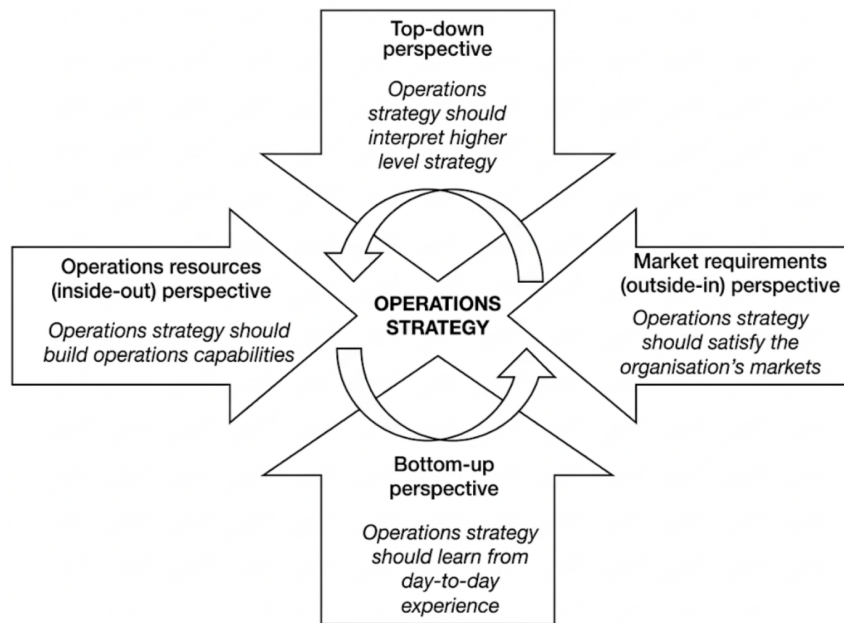 Top-down
perspective
Operations
strategy should
interpret higher
level strategy
Operations resources
(inside-out) perspective
Operations strategy should
build operations capabilities
OPERATIONS
STRATEGY
Market requirements
(outside-in) perspective
Operations strategy
should satisfy the
organisation's markets
Bottom-up
perspective
Operations strategy
should learn from
day-to-day
experience